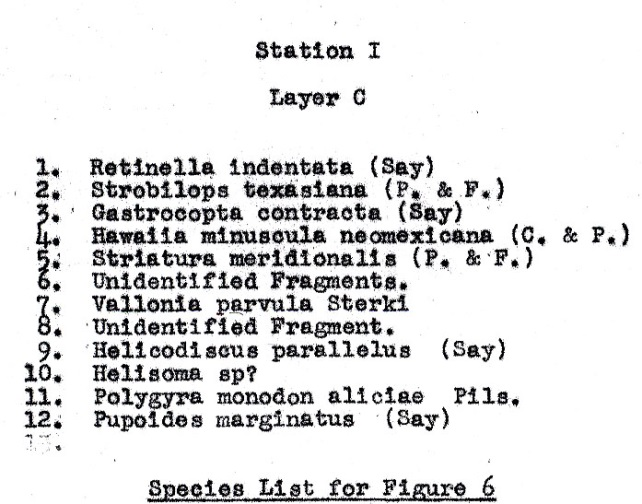 Station I
Layer C
1. Retinella indentata (Say)
2. Strobilops texasiana (P. & F.)
3. Gastrocopta contracta (Say)
4. Hawaiia minuscula neomexicana (C. & P.)
5. Striatura meridionalis (P. & F.)
6. Unidentified Fragments.
7. Vallonia parvula Sterki
8. Unidentified Fragment.
9. Helicodiscus parallelus (Say)
10. Helisoma sp?
11. Polygyra monodon aliciae Pils.
12. Pupoides marginatus (Say)
13.
Species List for Figure 6